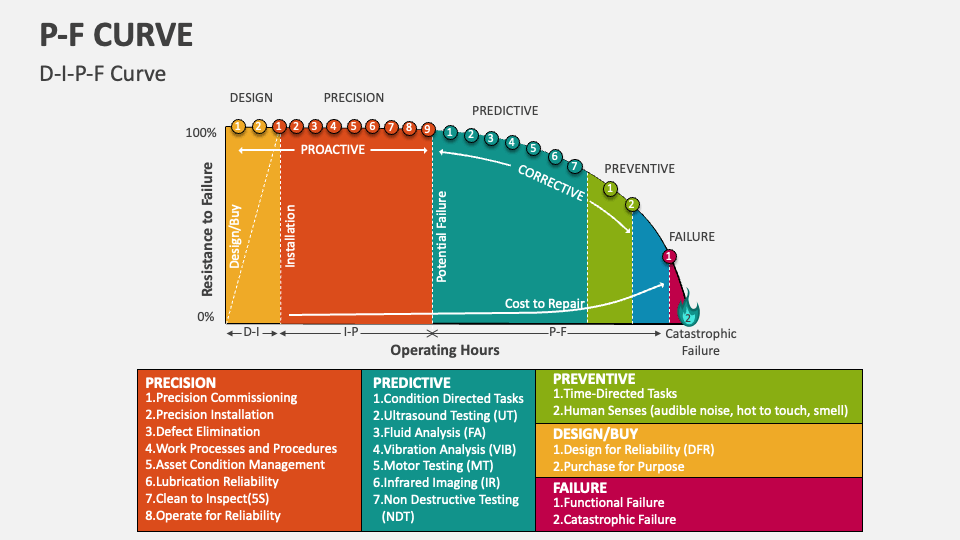 P-F CURVE
D-I-P-F Curve
DESIGN
PRECISION
PREDICTIVE
PREVENTIVE
FAILURE
100%
0%
Resistance to Failure
1 2 1 2 3 4 5 6 7 8 9 1 2 3 4 5 6 7 1 2 1 2
PROACTIVE
CORRECTIVE
Design/Buy
Installation
Potential Failure
Cost to Repair
D-I
I-P
P-F
Operating Hours
Catastrophic
Failure
PRECISION
1.Precision Commissioning
2.Precision Installation
3.Defect Elimination
4.Work Processes and Procedures
5.Asset Condition Management
6.Lubrication Reliability
7.Clean to Inspect(5S)
8.Operate for Reliability
PREDICTIVE
1.Condition Directed Tasks
2.Ultrasound Testing (UT)
3.Fluid Analysis (FA)
4.Vibration Analysis (VIB)
5.Motor Testing (MT)
6.Infrared Imaging (IR)
7.Non Destructive Testing
(NDT)
PREVENTIVE
1.Time-Directed Tasks
2.Human Senses (audible noise, hot to touch, smell)
DESIGN/BUY
1.Design for Reliability (DFR)
2.Purchase for Purpose
FAILURE
1.Functional Failure
2.Catastrophic Failure